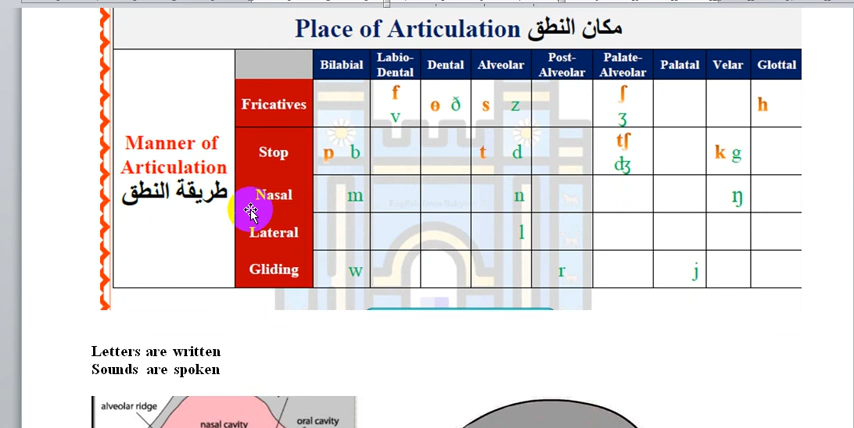 Place of Articulation مكان النطق
Bilabial Labio-Dental Dental Alveolar Post-Alveolar Palate-Alveolar Palatal Velar Glottal
Manner of Articulation
طريقة النطق
Fricatives f v ɵ ð s z ʃ ʒ h
Stop p b t d tʃ dʒ k g
Nasal m n ŋ
Lateral l
Gliding w r j
Letters are written
Sounds are spoken
alveolar ridge
nasal cavity
oral cavity